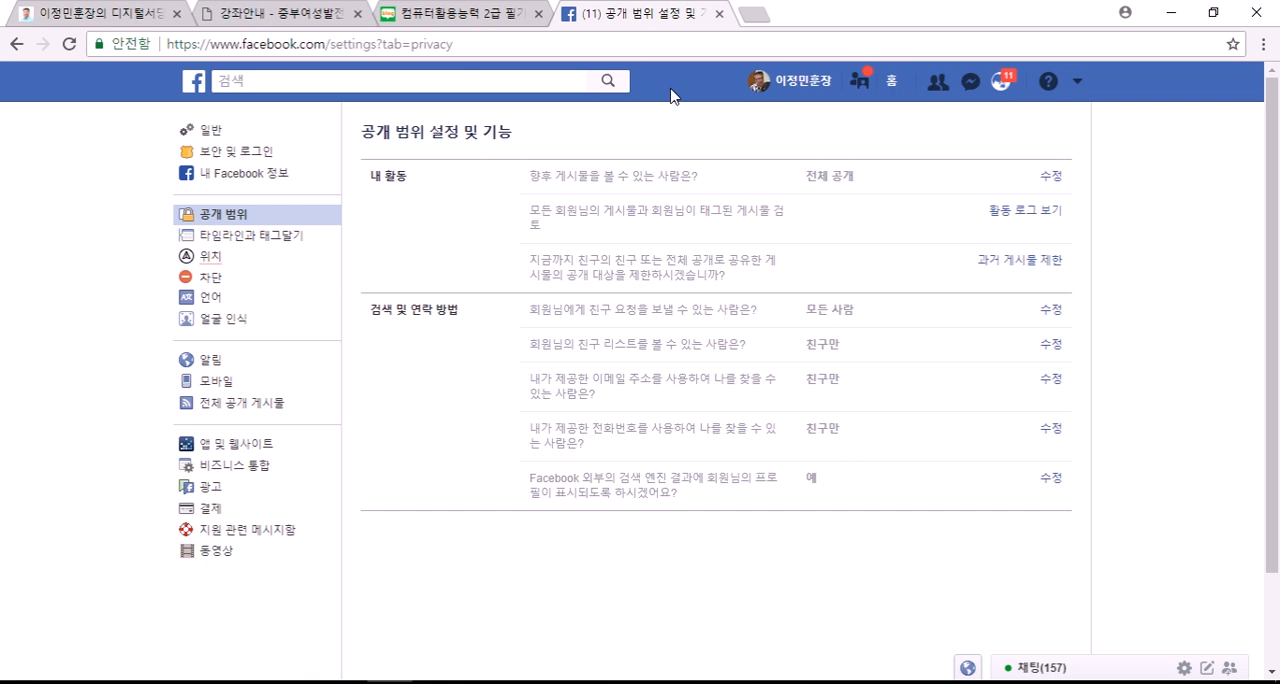 이정민훈장의 디지털서당
강좌안내 - 중부여성발전
컴퓨터활용능력 2급 필기
(11) 공개 범위 설정 및 기
안전함
https://www.facebook.com/settings?tab=privacy
검색
이정민훈장
홈
11
일반
보안 및 로그인
내 Facebook 정보
공개 범위
타임라인과 태그달기
위치
차단
언어
얼굴 인식
알림
모바일
전체 공개 게시물
앱 및 웹사이트
비즈니스 통합
광고
결제
지원 관련 메시지함
동영상
공개 범위 설정 및 기능
내 활동
향후 게시물을 볼 수 있는 사람은?
전체 공개
수정
모든 회원님의 게시물과 회원님이 태그된 게시물 검
토
활동 로그 보기
지금까지 친구의 친구 또는 전체 공개로 공유한 게
시물의 공개 대상을 제한하시겠습니까?
과거 게시물 제한
검색 및 연락 방법
회원님에게 친구 요청을 보낼 수 있는 사람은?
모든 사람
수정
회원님의 친구 리스트를 볼 수 있는 사람은?
친구만
수정
내가 제공한 이메일 주소를 사용하여 나를 찾을 수
있는 사람은?
친구만
수정
내가 제공한 전화번호를 사용하여 나를 찾을 수 있
는 사람은?
친구만
수정
Facebook 외부의 검색 엔진 결과에 회원님의 프로
필이 표시되도록 하시겠어요?
예
수정
채팅(157)